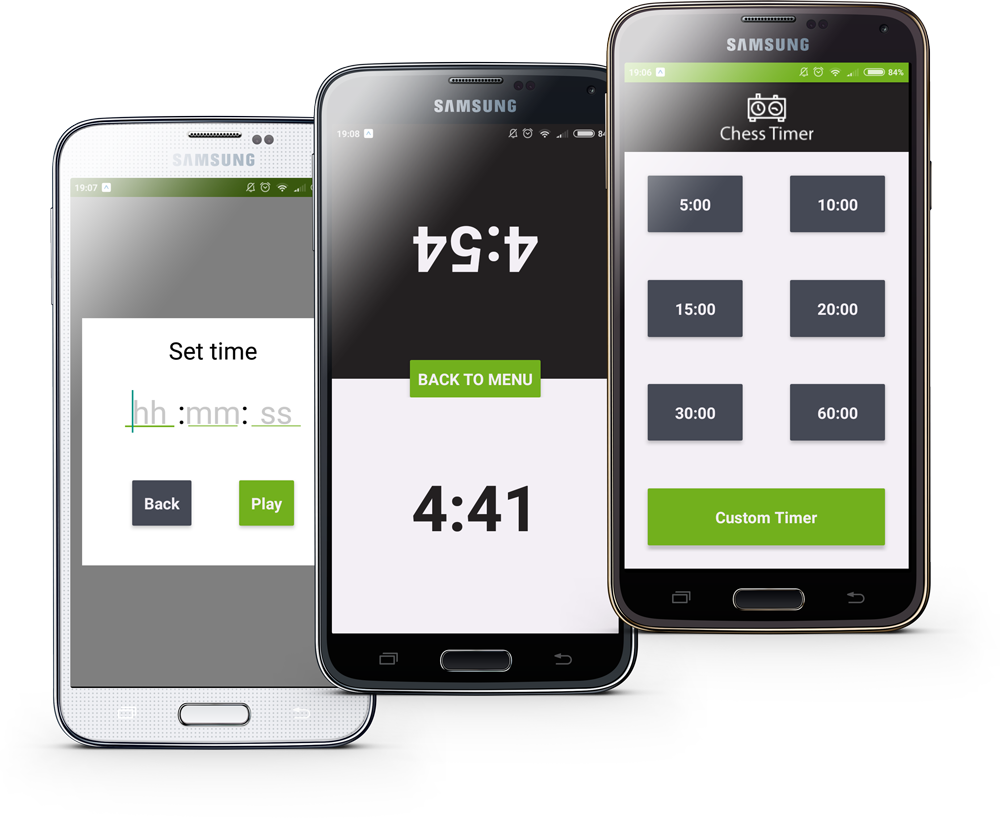 SAMSUNG
19:07
Set time
hh :mm: ss
Back Play
SAMSUNG
19:08 84
4:54
BACK TO MENU
4:41
SAMSUNG
19:06 84%
Chess Timer
5:00 10:00
15:00 20:00
30:00 60:00
Custom Timer